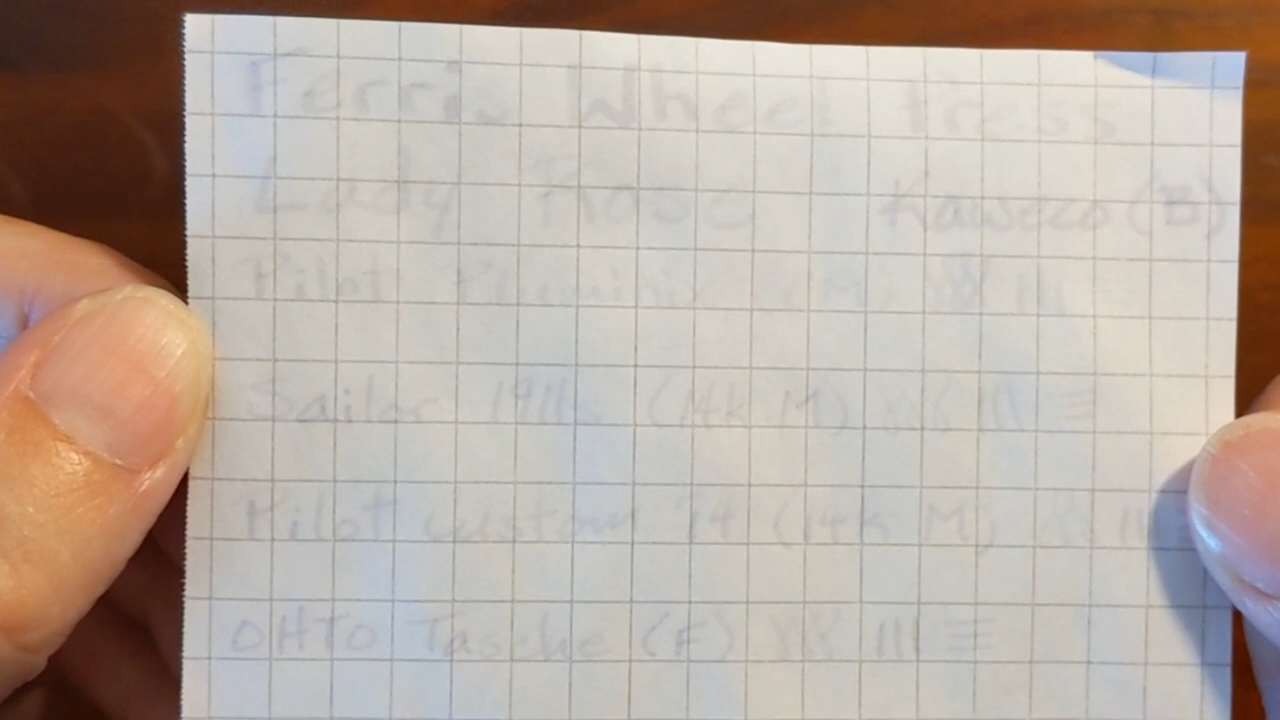 Ferris Wheel Press
Lady Rose Kaweco (B)
Pilot Plumix (M)
Sailor 1911s (14k M)
Pilot Custom 74 (14k M)
OHTO Tasche (F)